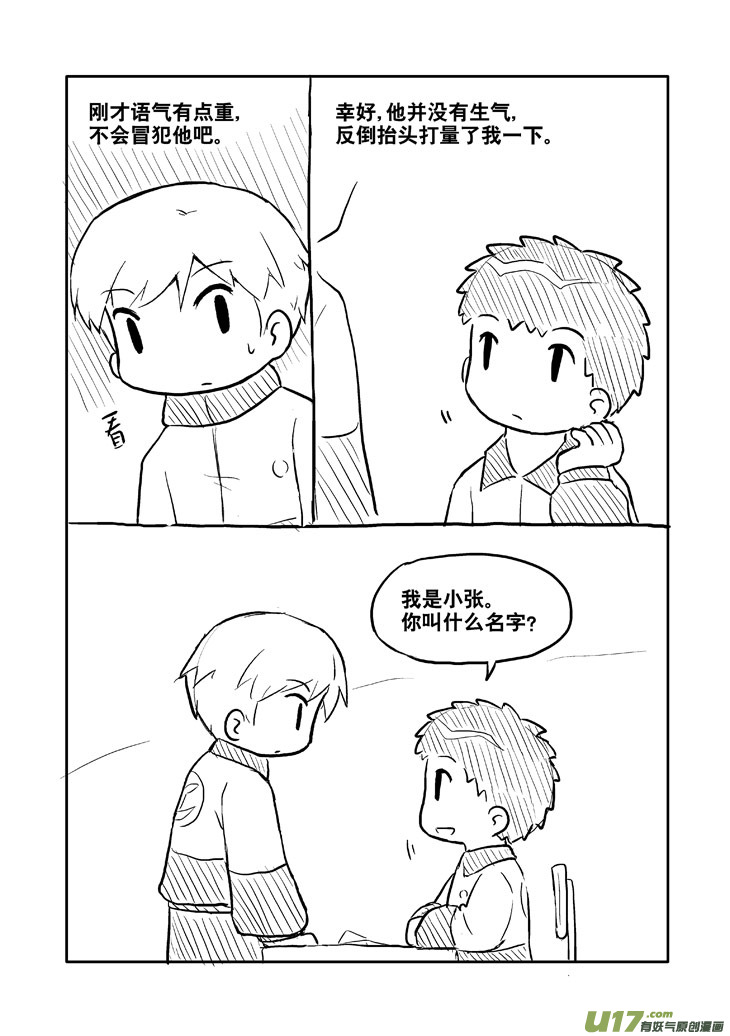 刚才语气有点重,
不会冒犯他吧。
幸好,他并没有生气,
反倒抬头打量了我一下。
看
我是小张。
你叫什么名字?
U17.com
有妖气原创漫画